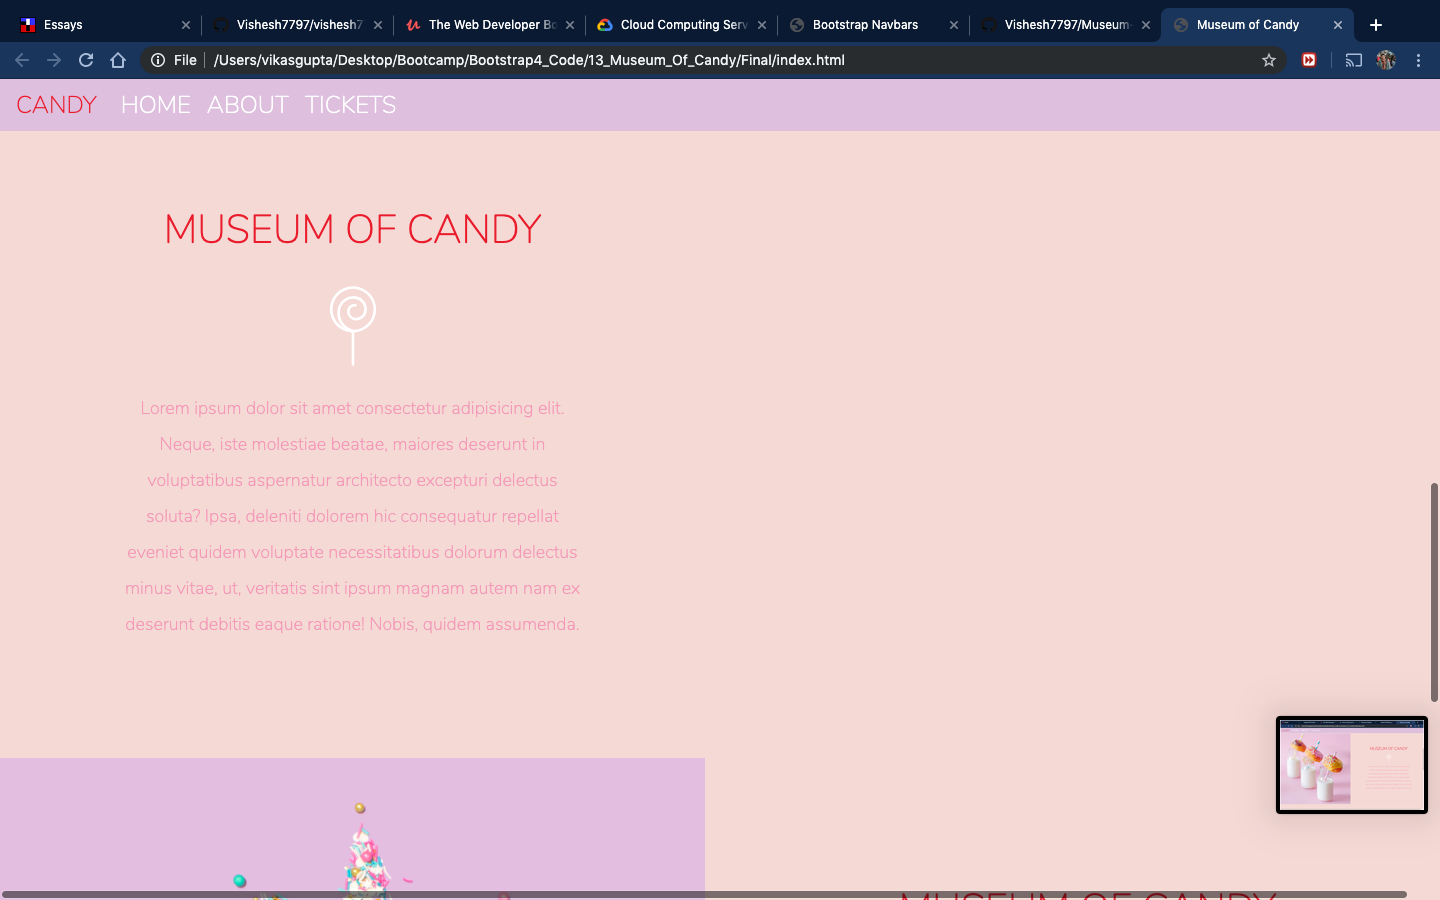 Essays
Vishesh7797/vishesh7
The Web Developer Bo
Cloud Computing Serv
Bootstrap Navbars
Vishesh7797/Museum-
Museum of Candy
File
/Users/vikasgupta/Desktop/Bootcamp/Bootstrap4_Code/13_Museum_Of_Candy/Final/index.html
CANDY HOME ABOUT TICKETS
MUSEUM OF CANDY
Lorem ipsum dolor sit amet consectetur adipisicing elit.
Neque, iste molestiae beatae, maiores deserunt in
voluptatibus aspernatur architecto excepturi delectus
soluta? Ipsa, deleniti dolorem hic consequatur repellat
eveniet quidem voluptate necessitatibus dolorum delectus
minus vitae, ut, veritatis sint ipsum magnam autem nam ex
deserunt debitis eaque ratione! Nobis, quidem assumenda.
MUSEUM OF CANDY
MUSEUM OF CANDY